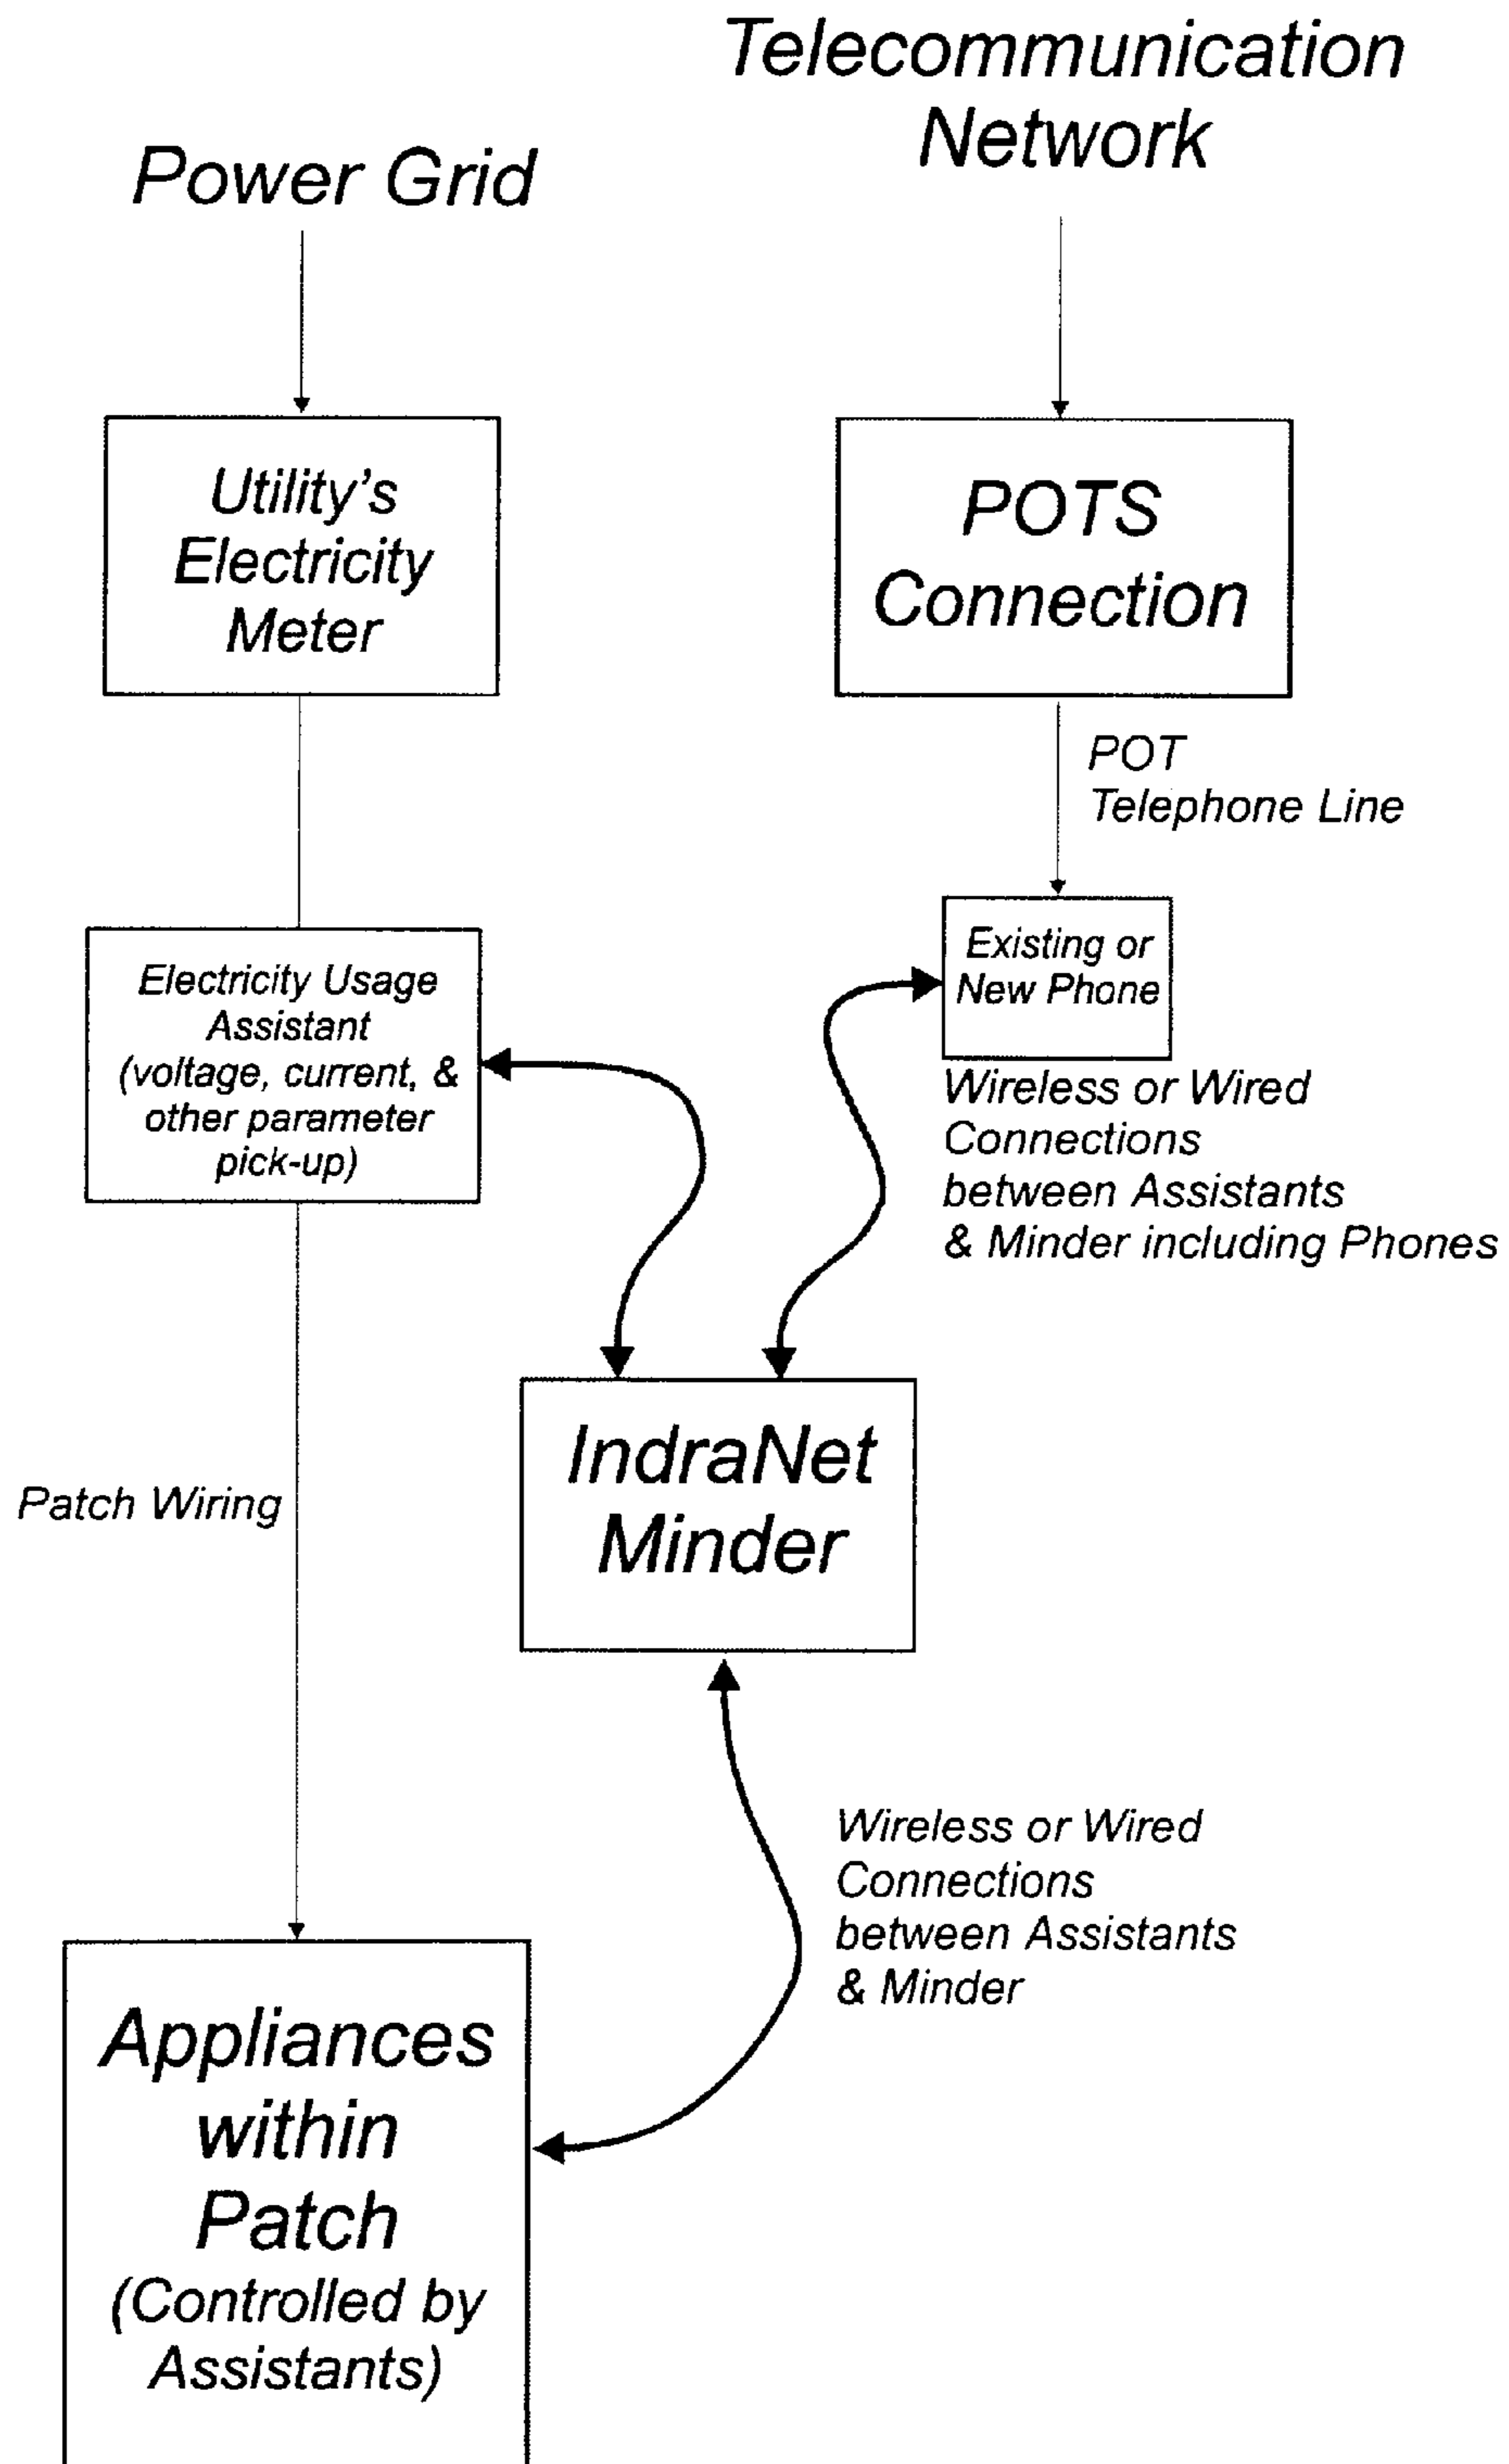 Telecommunication
Network
Power Grid
Utility's
Electricity
Meter
POTS
Connection
POT
Telephone Line
Electricity Usage
Assistant
(voltage, current, &
other parameter
pick-up)
Existing or
New Phone
Wireless or Wired
Connections
between Assistants
& Minder including Phones
IndraNet
Minder
Patch Wiring
Wireless or Wired
Connections
between Assistants
& Minder
Appliances
within
Patch
(Controlled by
Assistants)